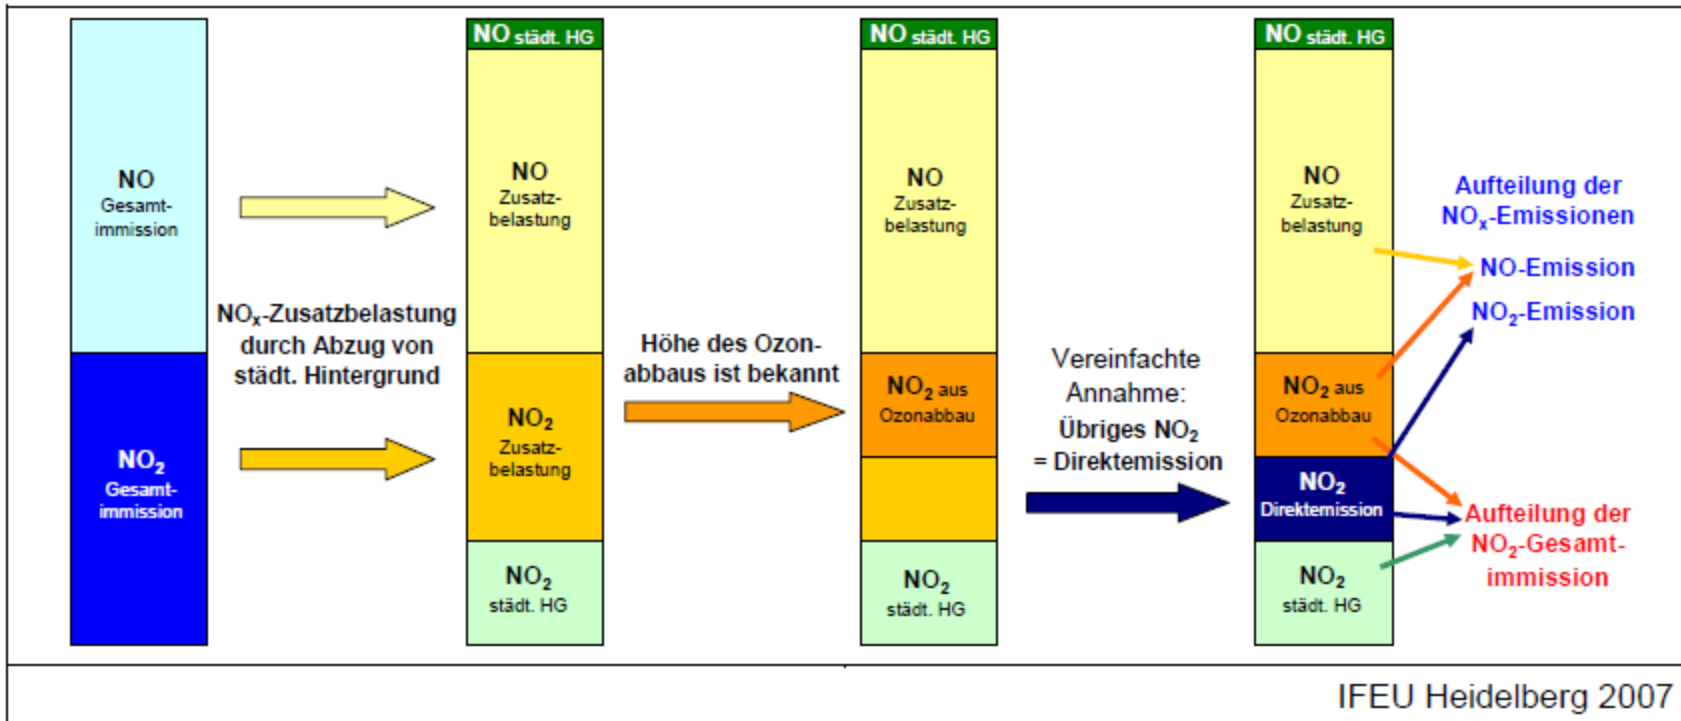 NO
Gesamt-
immission
NO₂
Gesamt-
immission
NOₓ-Zusatzbelastung
durch Abzug von
städt. Hintergrund
NO städt. HG
NO
Zusatz-
belastung
NO₂
Zusatz-
belastung
NO₂
städt. HG
Höhe des Ozon-
abbaus ist bekannt
NO städt. HG
NO
Zusatz-
belastung
NO₂ aus
Ozonabbau
NO₂
städt. HG
Vereinfachte
Annahme:
Übriges NO₂
= Direktemission
NO städt. HG
NO
Zusatz-
belastung
NO₂ aus
Ozonabbau
NO₂
Direktemission
NO₂
städt. HG
Aufteilung der
NOₓ-Emissionen
NO-Emission
NO₂-Emission
Aufteilung der
NO₂-Gesamt-
immission
IFEU Heidelberg 2007